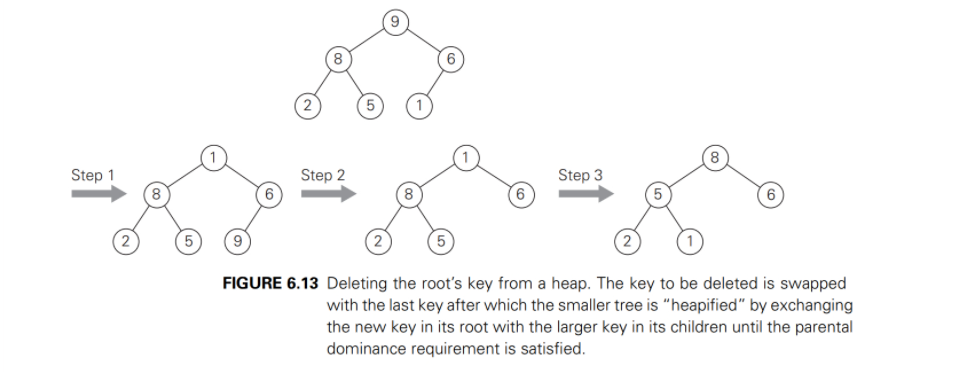 9
8 6
2 5 1
Step 1
1
8 6
2 5 9
Step 2
1
8 6
2 5
Step 3
8
5 6
2 1
FIGURE 6.13 Deleting the root's key from a heap. The key to be deleted is swapped
with the last key after which the smaller tree is "heapified" by exchanging
the new key in its root with the larger key in its children until the parental
dominance requirement is satisfied.